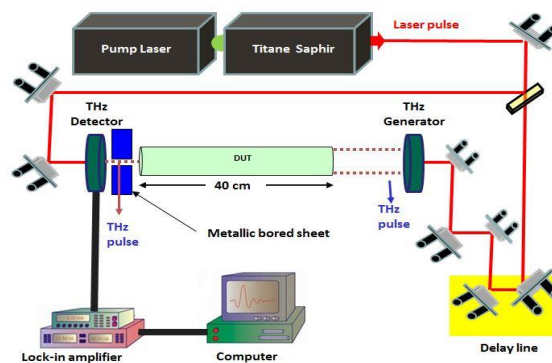 Pump Laser
Titane Saphir
Laser pulse
THz
Detector
THz
Generator
DUT
40 cm
THz
pulse
Metallic bored sheet
THz
pulse
Lock-in amplifier
Computer
Delay line